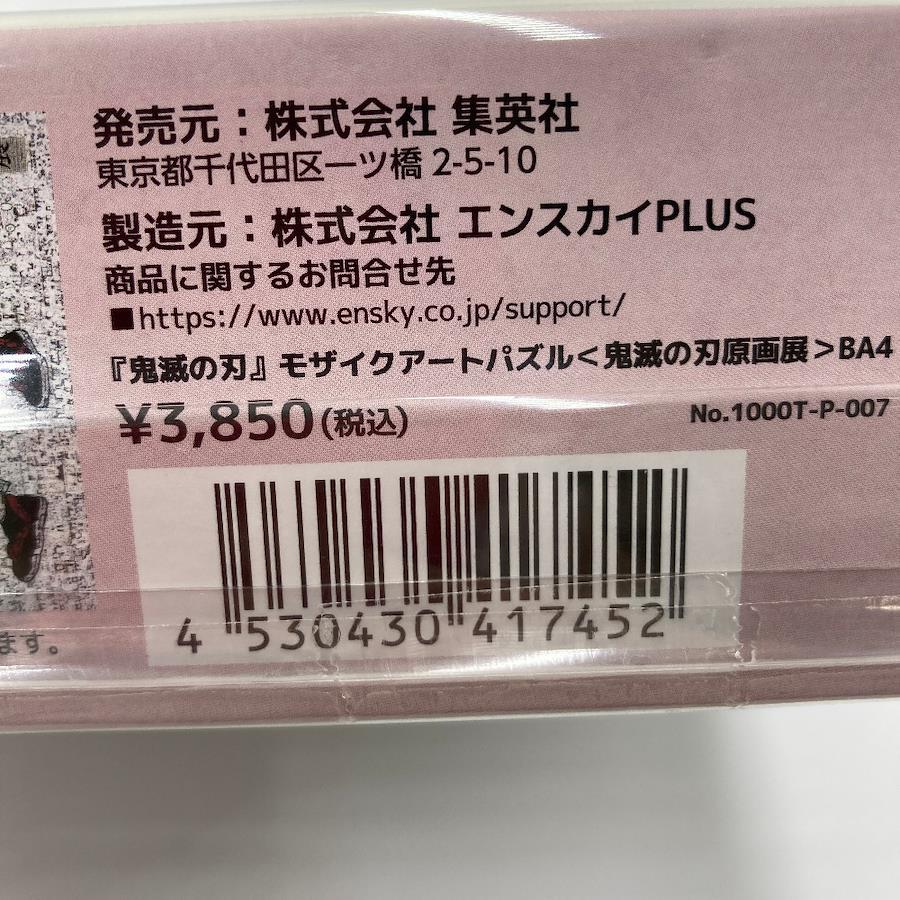 発売元：株式会社 集英社
東京都千代田区一ツ橋 2-5-10
製造元：株式会社 エンスカイPLUS
商品に関するお問合せ先
■https://www.ensky.co.jp/support/
『鬼滅の刃』モザイクアートパズル＜鬼滅の刃原画展＞BA4
¥3,850(税込)
No.1000T-P-007
4 530430 417452
ます。